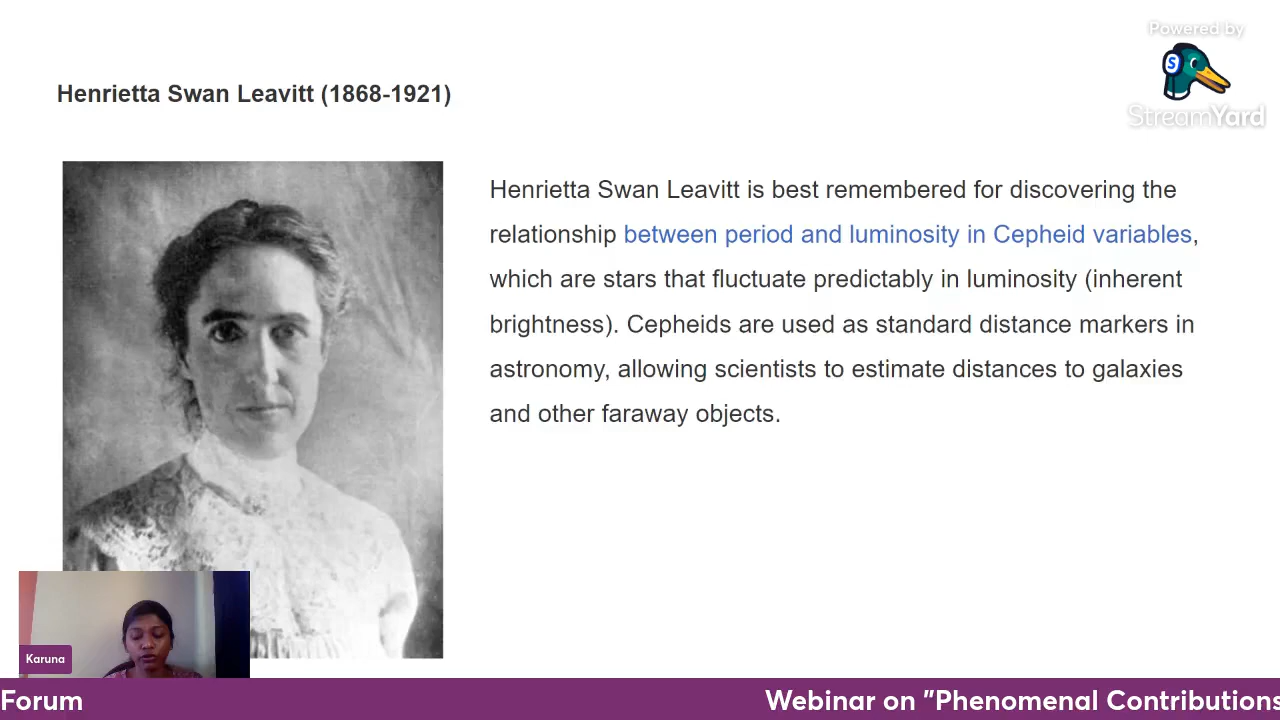 Powered by
S
StreamYard
Henrietta Swan Leavitt (1868-1921)
Henrietta Swan Leavitt is best remembered for discovering the
relationship between period and luminosity in Cepheid variables,
which are stars that fluctuate predictably in luminosity (inherent
brightness). Cepheids are used as standard distance markers in
astronomy, allowing scientists to estimate distances to galaxies
and other faraway objects.
Karuna
Forum
Webinar on "Phenomenal Contributions